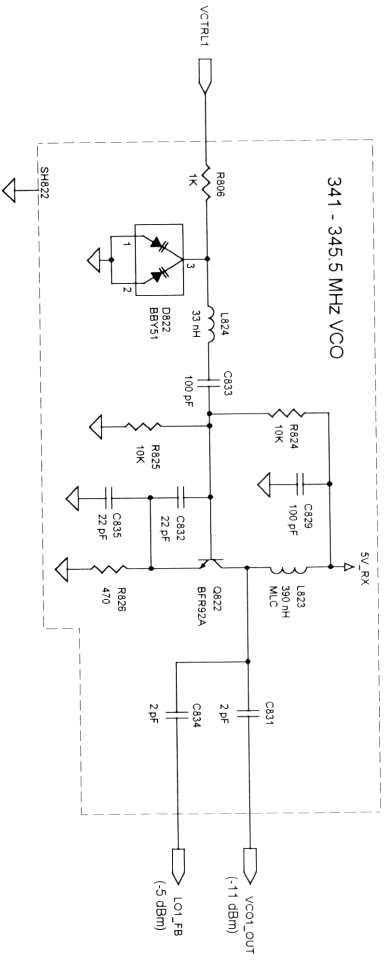 341 - 345.5 MHz VCO
VCTRL1
R806
1K
1
2
3
D822
BBY51
L824
33 nH
C833
100 pF
R824
10K
R825
10K
C829
100 pF
C832
22 pF
C835
22 pF
5V_RX
L823
390 nH
MLC
Q822
BFR92A
R826
470
C831
2 pF
C834
2 pF
VCO1_OUT
(-11 dBm)
LO1_FB
(-5 dBm)
SH822